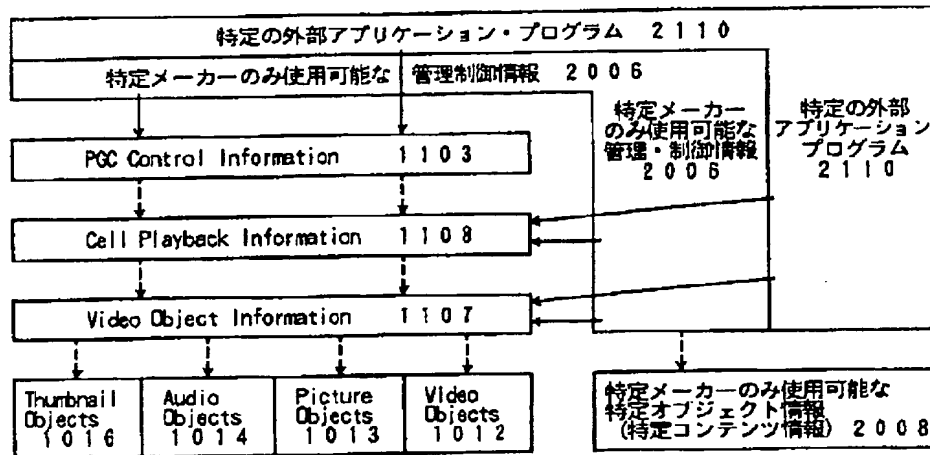 特定の外部アプリケーション・プログラム 2110
特定メーカーのみ使用可能な 管理制御情報 2006
特定メーカー
のみ使用可能な
管理・制御情報
2006
特定の外部
アプリケーション
プログラム
2110
PGC Control Information 1103
Cell Playback Information 1108
Video Object Information 1107
Thumbnail
Objects
1016
Audio
Objects
1014
Picture
Objects
1013
Video
Objects
1012
特定メーカーのみ使用可能な
特定オブジェクト情報
(特定コンテンツ情報) 2008